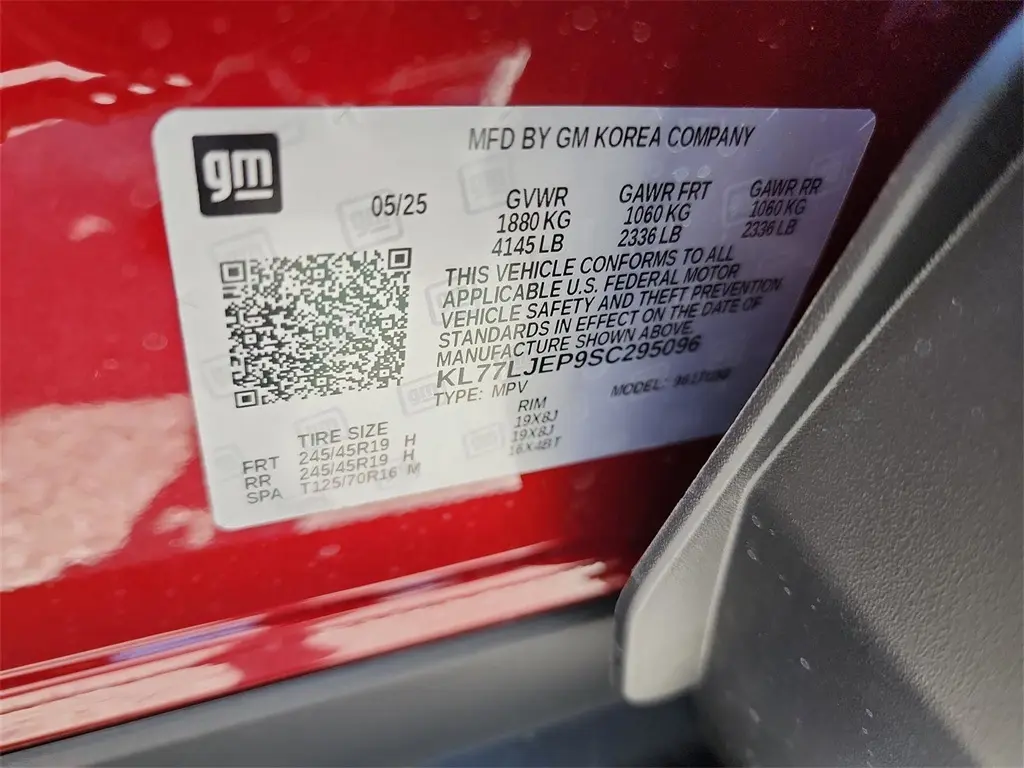 gm
MFD BY GM KOREA COMPANY
05/25
GVWR GAWR FRT GAWR RR
1880 KG 1060 KG 1060 KG
4145 LB 2336 LB 2336 LB
THIS VEHICLE CONFORMS TO ALL
APPLICABLE U.S. FEDERAL MOTOR
VEHICLE SAFETY AND THEFT PREVENTION
STANDARDS IN EFFECT ON THE DATE OF
MANUFACTURE SHOWN ABOVE.
KL77LJEP9SC295096
TYPE: MPV MODEL:
TIRE SIZE RIM
FRT 245/45R19 H 19X8J
RR 245/45R19 H 19X8J
SPA T125/70R16 M 16X4BT